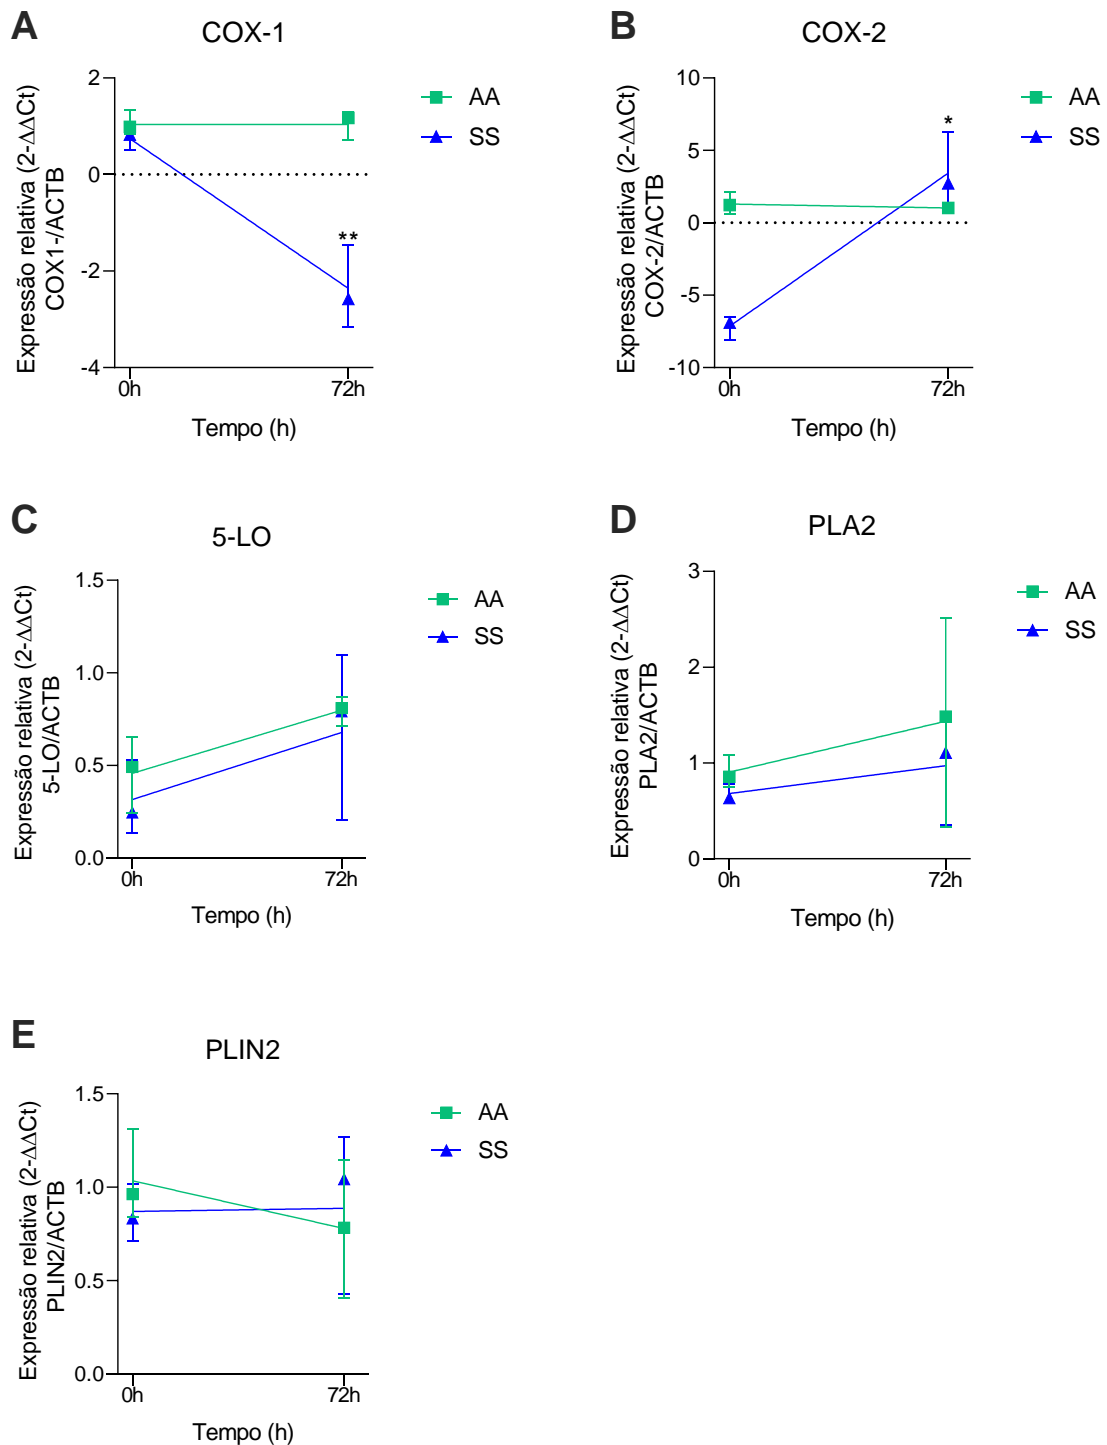 A
COX-1
Expressão relativa (2-ΔΔCt)
COX1-/ACTB
2
0
-2
-4
**
0h
72h
Tempo (h)
AA
SS
B
COX-2
Expressão relativa (2-ΔΔCt)
COX-2/ACTB
10
5
0
-5
-10
*
0h
72h
Tempo (h)
AA
SS
C
5-LO
Expressão relativa (2-ΔΔCt)
5-LO/ACTB
1.5
1.0
0.5
0.0
0h
72h
Tempo (h)
AA
SS
D
PLA2
Expressão relativa (2-ΔΔCt)
PLA2/ACTB
3
2
1
0
0h
72h
Tempo (h)
AA
SS
E
PLIN2
Expressão relativa (2-ΔΔCt)
PLIN2/ACTB
1.5
1.0
0.5
0.0
0h
72h
Tempo (h)
AA
SS